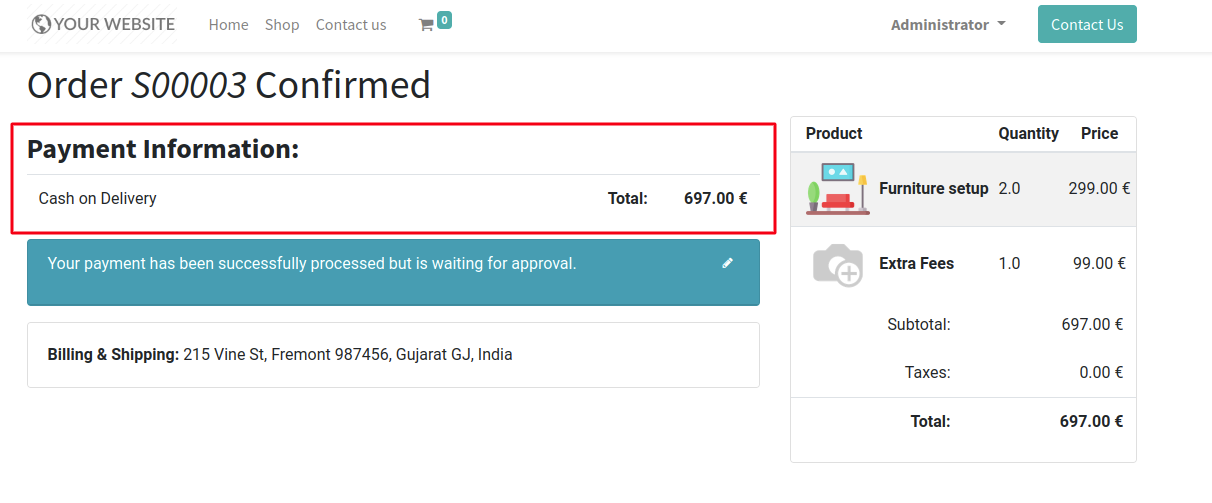 YOUR WEBSITE Home Shop Contact us 0 Administrator Contact Us
Order S00003 Confirmed
Payment Information:
Cash on Delivery Total: 697.00 €
Your payment has been successfully processed but is waiting for approval.
Billing & Shipping: 215 Vine St, Fremont 987456, Gujarat GJ, India
Product Quantity Price
Furniture setup 2.0 299.00 €
Extra Fees 1.0 99.00 €
Subtotal: 697.00 €
Taxes: 0.00 €
Total: 697.00 €